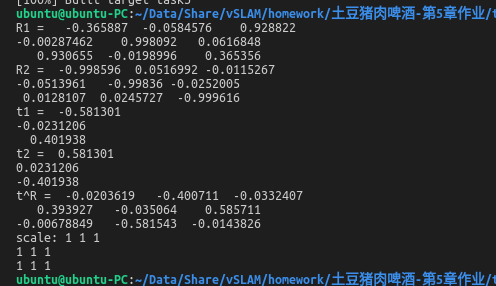 [100%] Built target task5
ubuntu@ubuntu-PC:~/Data/Share/vSLAM/homework/土豆猪肉啤酒-第5章作业/t
R1 =   -0.365887  -0.0584576    0.928822
-0.00287462    0.998092   0.0616848
   0.930655  -0.0198996    0.365356
R2 =  -0.998596  0.0516992 -0.0115267
-0.0513961   -0.99836 -0.0252005
 0.0128107  0.0245727  -0.999616
t1 =  -0.581301
-0.0231206
  0.401938
t2 =  0.581301
0.0231206
-0.401938
t^R =  -0.0203619   -0.400711  -0.0332407
   0.393927   -0.035064    0.585711
-0.00678849   -0.581543  -0.0143826
scale: 1 1 1
1 1 1
1 1 1
ubuntu@ubuntu-PC:~/Data/Share/vSLAM/homework/土豆猪肉啤酒-第5章作业/t